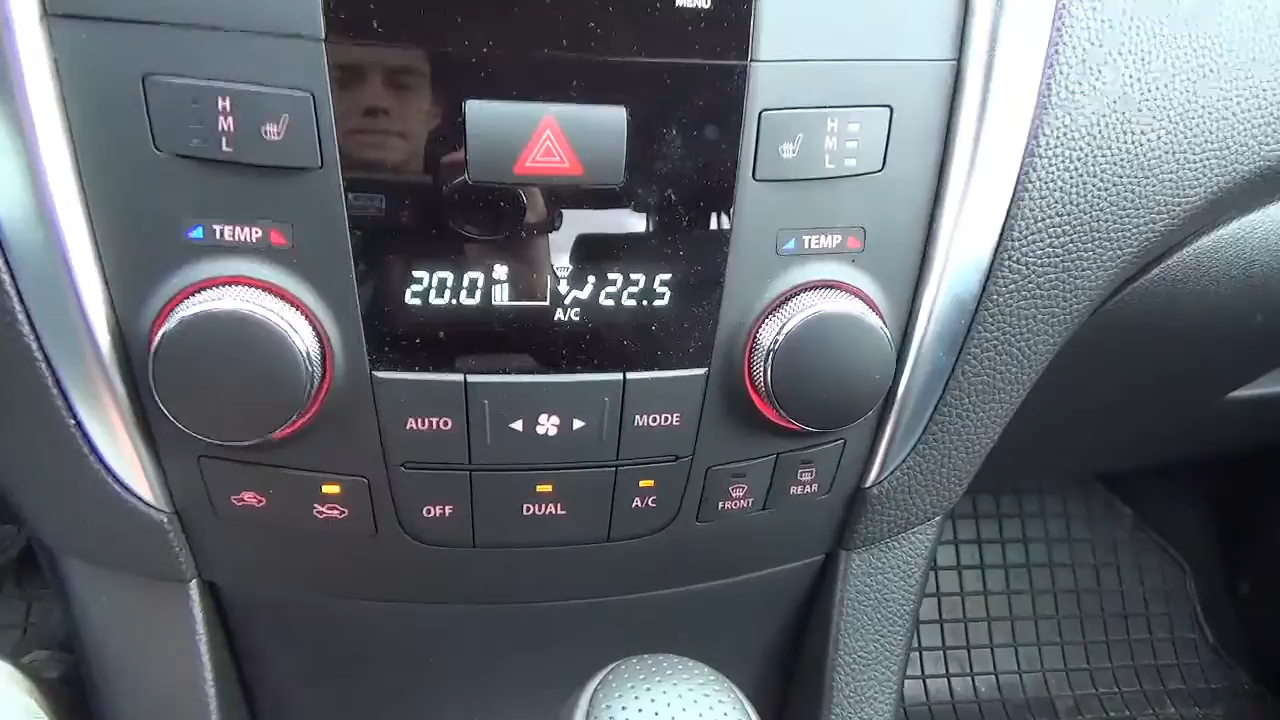 MENU
H
M
L
H
M
L
TEMP
TEMP
20.0
22.5
A/C
AUTO
MODE
OFF
DUAL
A/C
FRONT
REAR